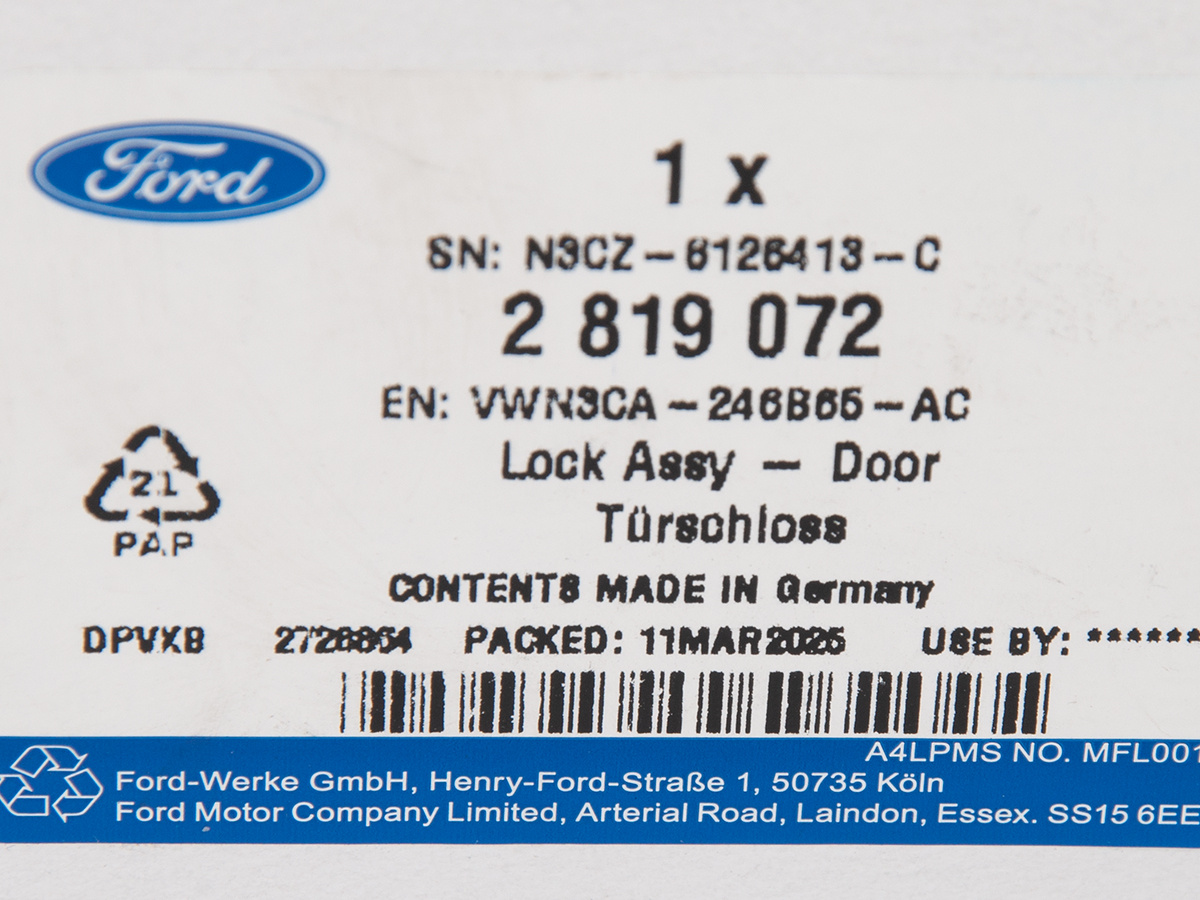 Ford
1 x
SN: N3CZ-6126413-C
2 819 072
EN: VWN3CA-246B65-AC
Lock Assy - Door
21
PAP
Türschloss
CONTENTS MADE IN Germany
DPVXB PACKED: 11MAR2025 USE BY: ******
A4LPMS NO. MFL001
Ford-Werke GmbH, Henry-Ford-Straße 1, 50735 Köln
Ford Motor Company Limited, Arterial Road, Laindon, Essex. SS15 6EE